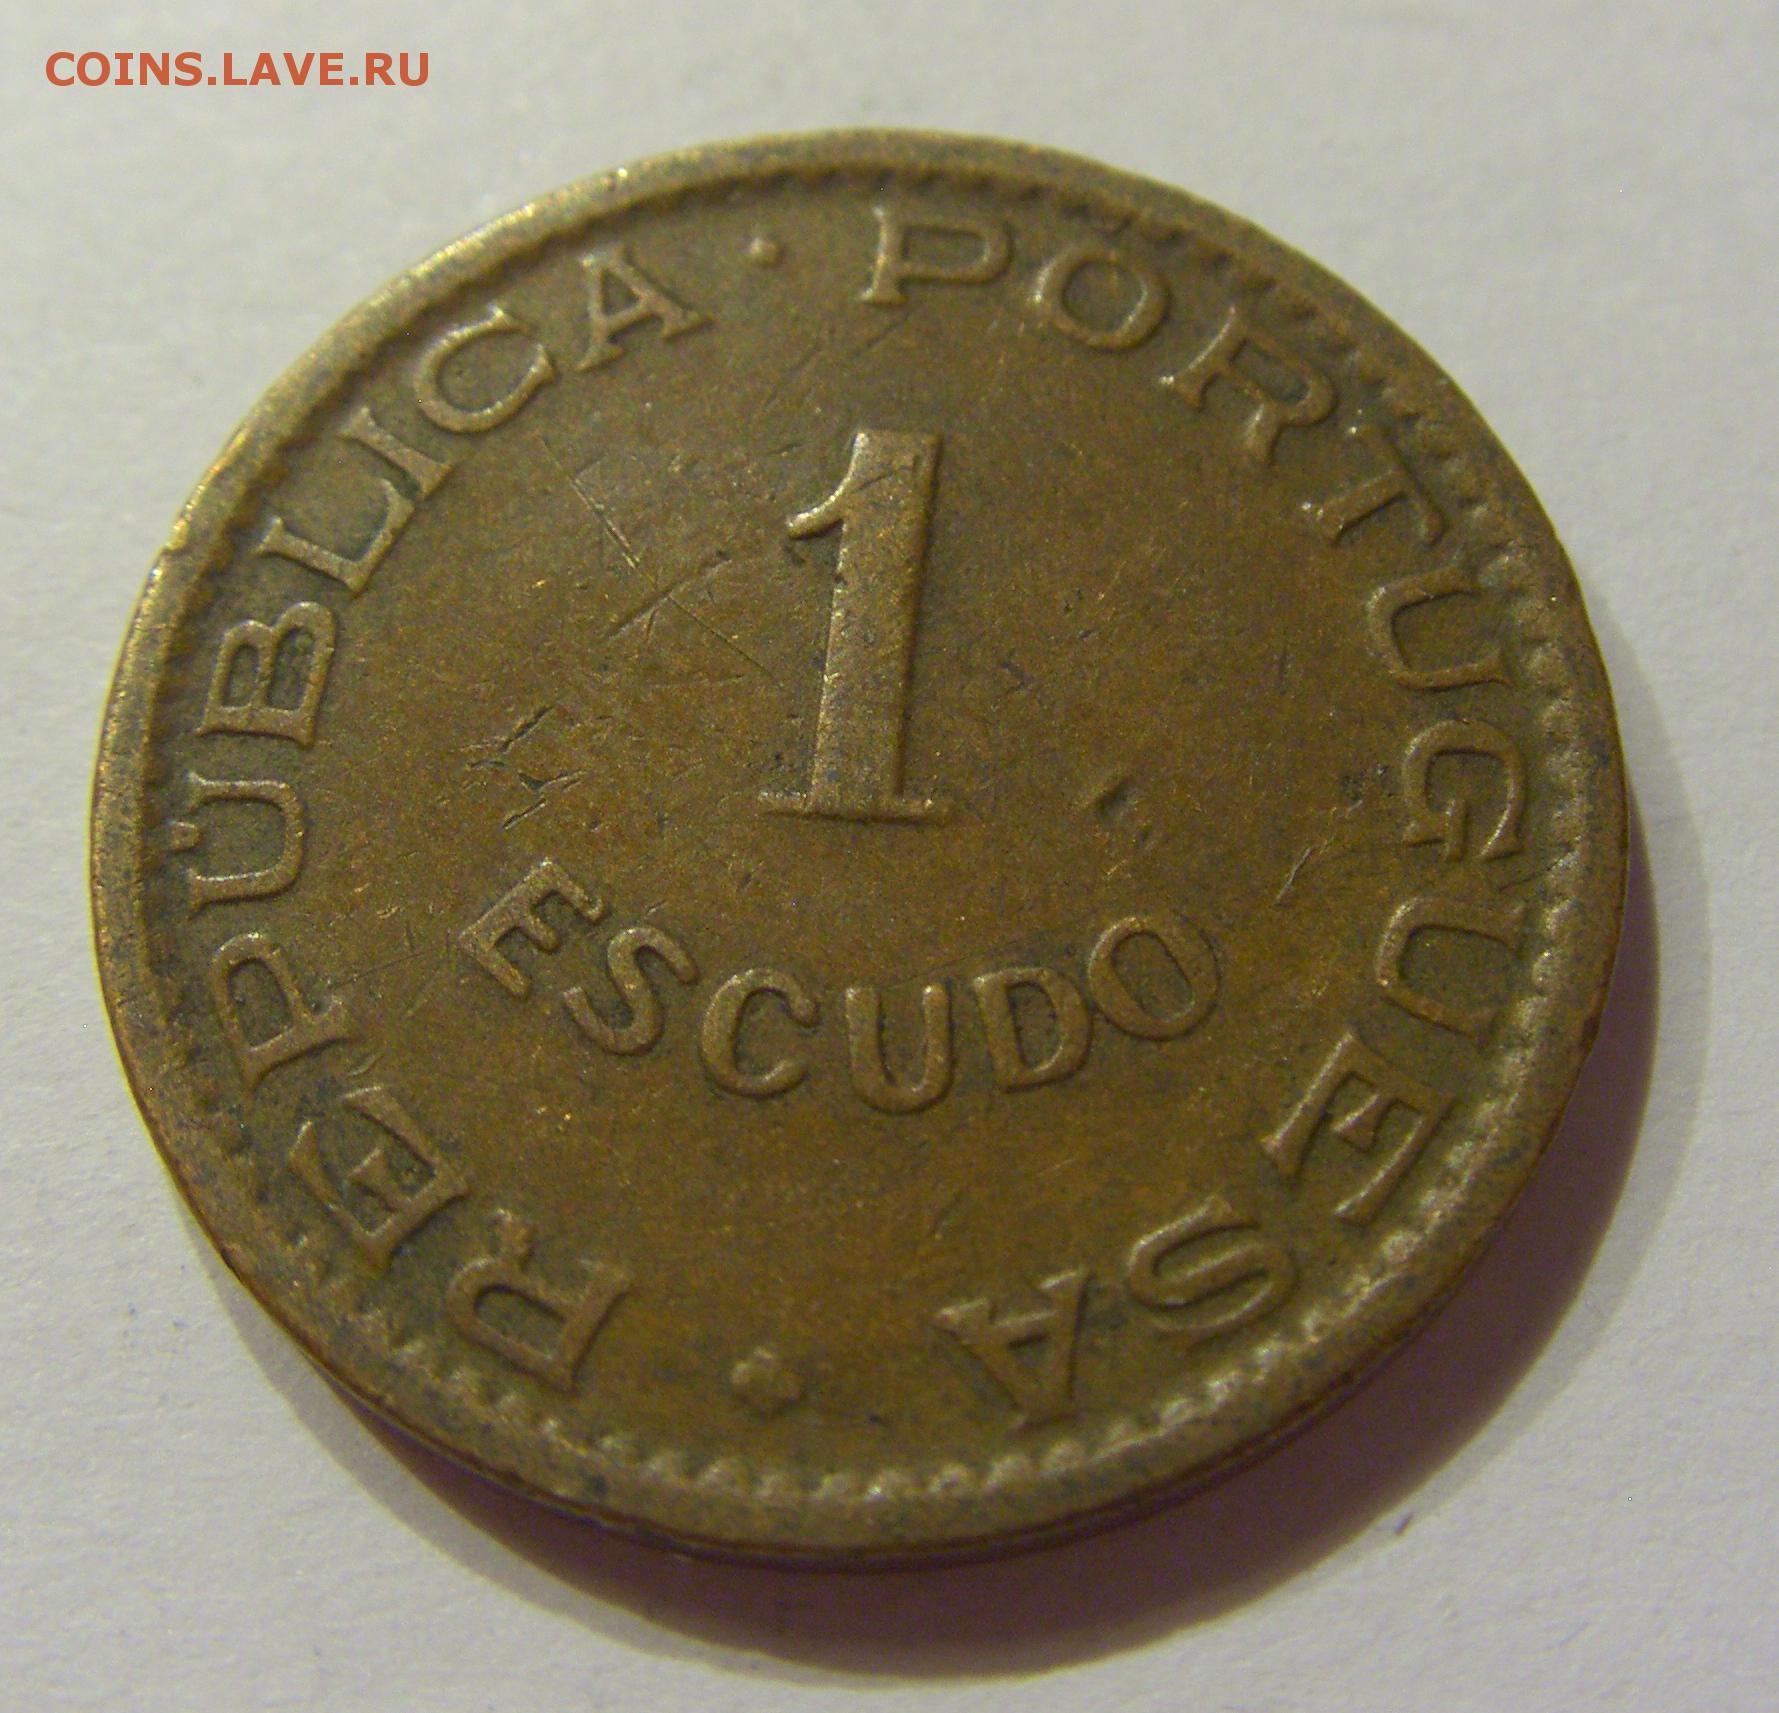 COINS.LAVE.RU
REPÚBLICA · PORTUGUESA
1
ESCUDO